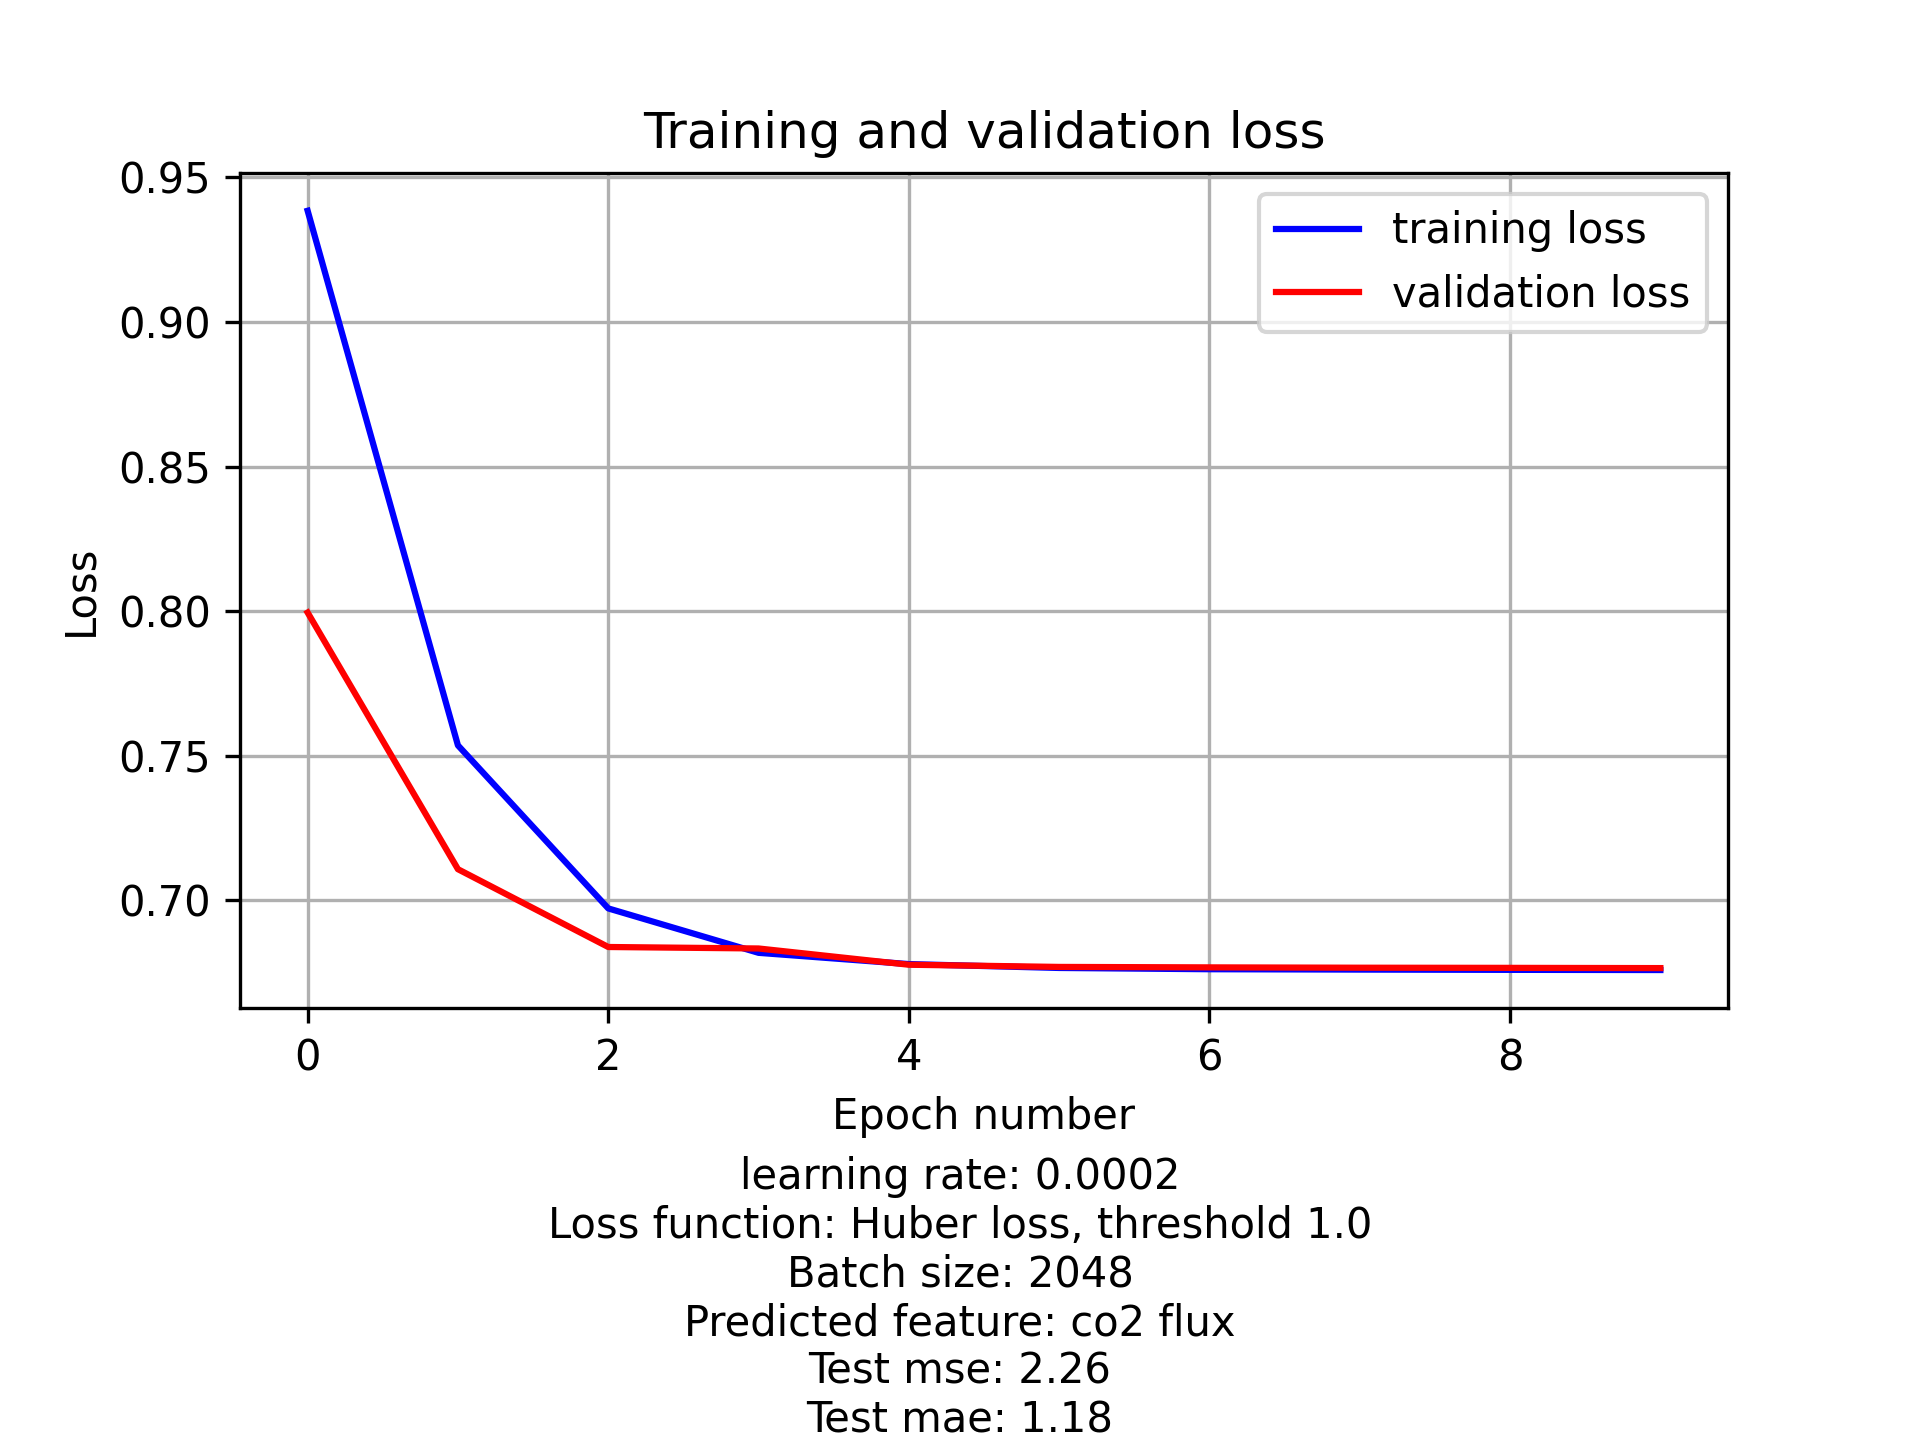 Training and validation loss
training loss
validation loss
0.95
0.90
0.85
0.80
0.75
0.70
Loss
0 2 4 6 8
Epoch number
learning rate: 0.0002
Loss function: Huber loss, threshold 1.0
Batch size: 2048
Predicted feature: co2 flux
Test mse: 2.26
Test mae: 1.18